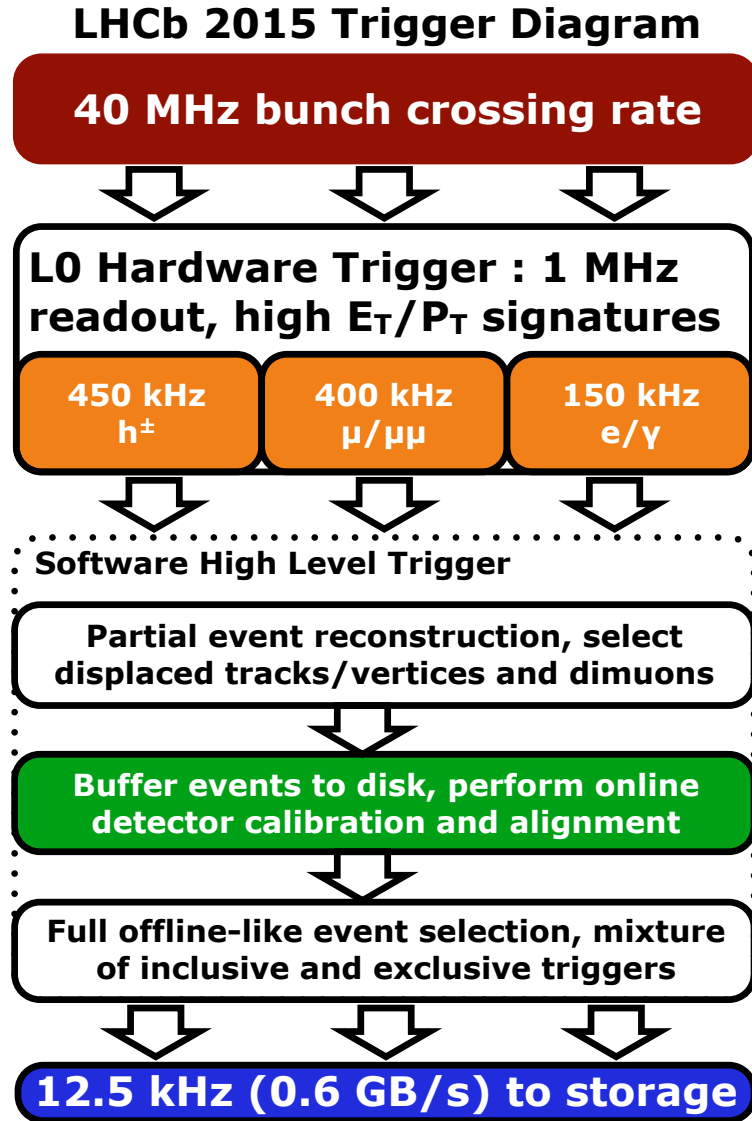 LHCb 2015 Trigger Diagram
40 MHz bunch crossing rate
L0 Hardware Trigger : 1 MHz
readout, high E_T/P_T signatures
450 kHz
h±
400 kHz
μ/μμ
150 kHz
e/γ
Software High Level Trigger
Partial event reconstruction, select
displaced tracks/vertices and dimuons
Buffer events to disk, perform online
detector calibration and alignment
Full offline-like event selection, mixture
of inclusive and exclusive triggers
12.5 kHz (0.6 GB/s) to storage